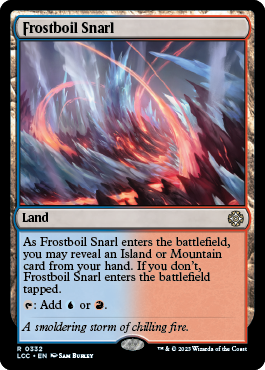 Frostboil Snarl
Land
As Frostboil Snarl enters the battlefield,
you may reveal an Island or Mountain
card from your hand. If you don't,
Frostboil Snarl enters the battlefield
tapped.
: Add or .
A smoldering storm of chilling fire.
R 0332
LCC • EN SAM BURLEY
™ & © 2023 Wizards of the Coast